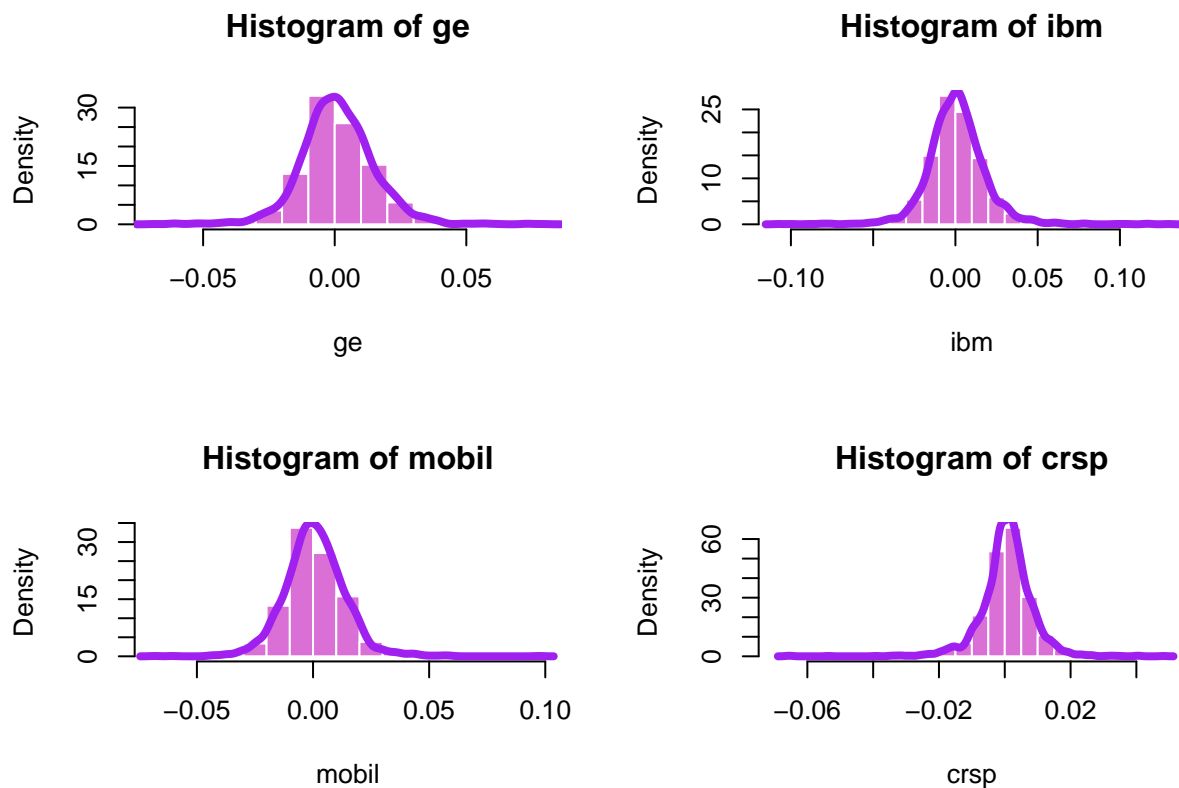 Histogram of ge
Density
30
15
0
−0.05 0.00 0.05
ge
Histogram of ibm
Density
25
10
0
−0.10 0.00 0.05 0.10
ibm
Histogram of mobil
Density
30
15
0
−0.05 0.00 0.05 0.10
mobil
Histogram of crsp
Density
60
30
0
−0.06 −0.02 0.02
crsp